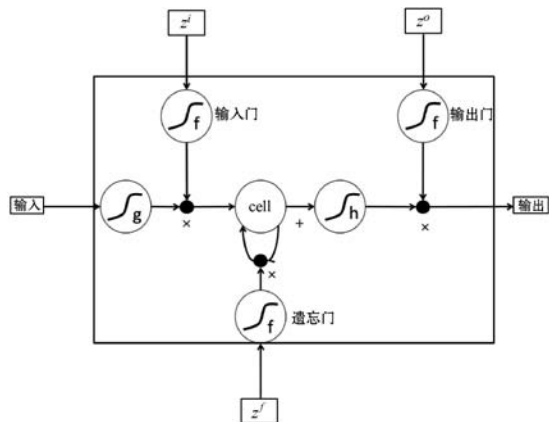 z^i
z^o
f
输入门
f
输出门
输入
g
×
cell
+
h
×
输出
×
f
遗忘门
z^f